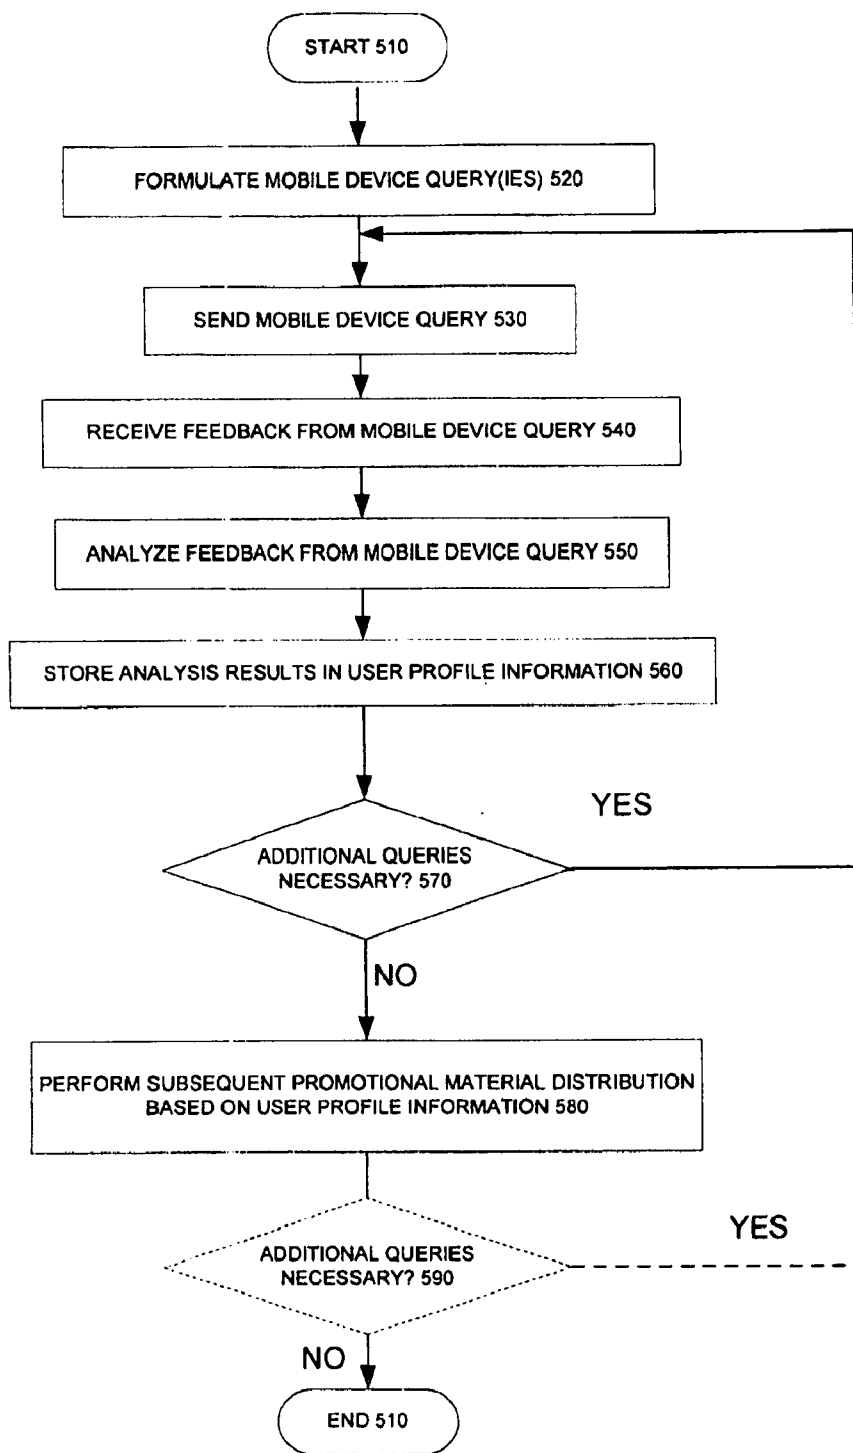 START 510
FORMULATE MOBILE DEVICE QUERY(IES) 520
SEND MOBILE DEVICE QUERY 530
RECEIVE FEEDBACK FROM MOBILE DEVICE QUERY 540
ANALYZE FEEDBACK FROM MOBILE DEVICE QUERY 550
STORE ANALYSIS RESULTS IN USER PROFILE INFORMATION 560
YES
ADDITIONAL QUERIES
NECESSARY? 570
NO
PERFORM SUBSEQUENT PROMOTIONAL MATERIAL DISTRIBUTION
BASED ON USER PROFILE INFORMATION 580
YES
ADDITIONAL QUERIES
NECESSARY? 590
NO
END 510